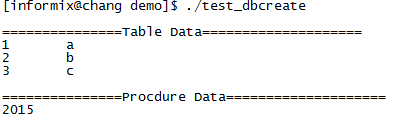 [informix@chang demo]$ ./test_dbcreate
===============Table Data====================
1 a
2 b
3 c
===============Procdure Data====================
2015